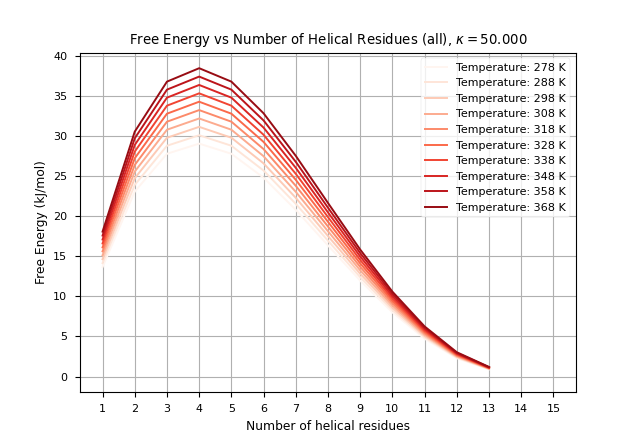 Free Energy vs Number of Helical Residues (all), κ = 50.000
Free Energy (kJ/mol)
40
35
30
25
20
15
10
5
0
Temperature: 278 K
Temperature: 288 K
Temperature: 298 K
Temperature: 308 K
Temperature: 318 K
Temperature: 328 K
Temperature: 338 K
Temperature: 348 K
Temperature: 358 K
Temperature: 368 K
1 2 3 4 5 6 7 8 9 10 11 12 13 14 15
Number of helical residues